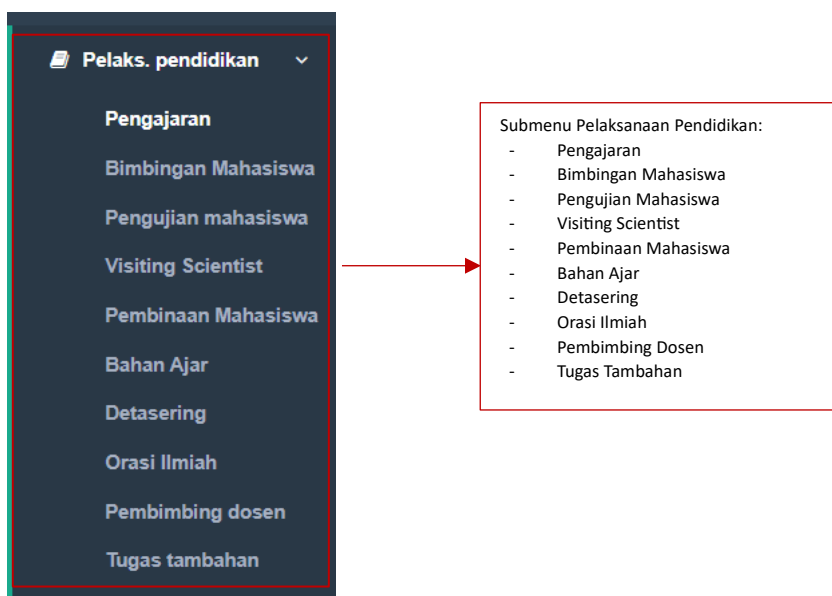 Pelaks. pendidikan
Pengajaran
Bimbingan Mahasiswa
Pengujian mahasiswa
Visiting Scientist
Pembinaan Mahasiswa
Bahan Ajar
Detasering
Orasi Ilmiah
Pembimbing dosen
Tugas tambahan
Submenu Pelaksanaan Pendidikan:
- Pengajaran
- Bimbingan Mahasiswa
- Pengujian Mahasiswa
- Visiting Scientist
- Pembinaan Mahasiswa
- Bahan Ajar
- Detasering
- Orasi Ilmiah
- Pembimbing Dosen
- Tugas Tambahan